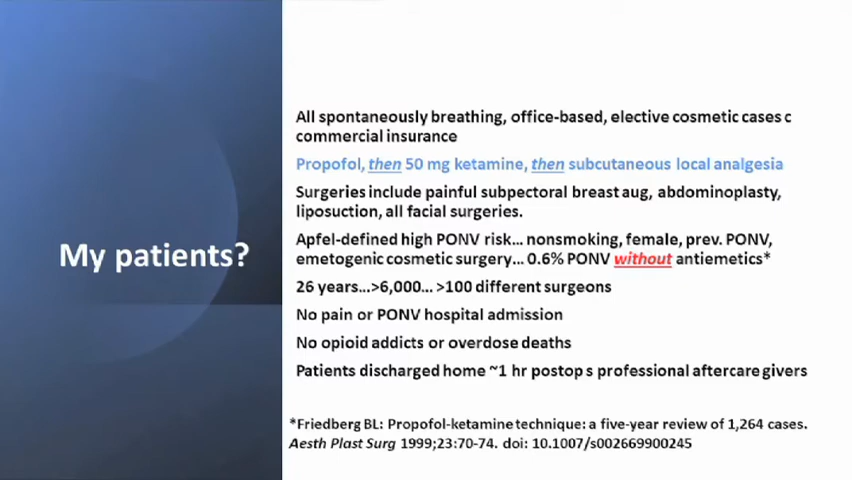 My patients?
All spontaneously breathing, office-based, elective cosmetic cases c
commercial insurance
Propofol, then 50 mg ketamine, then subcutaneous local analgesia
Surgeries include painful subpectoral breast aug, abdominoplasty,
liposuction, all facial surgeries.
Apfel-defined high PONV risk... nonsmoking, female, prev. PONV,
emetogenic cosmetic surgery... 0.6% PONV without antiemetics*
26 years...>6,000... >100 different surgeons
No pain or PONV hospital admission
No opioid addicts or overdose deaths
Patients discharged home ~1 hr postop s professional aftercare givers
*Friedberg BL: Propofol-ketamine technique: a five-year review of 1,264 cases.
Aesth Plast Surg 1999;23:70-74. doi: 10.1007/s002669900245